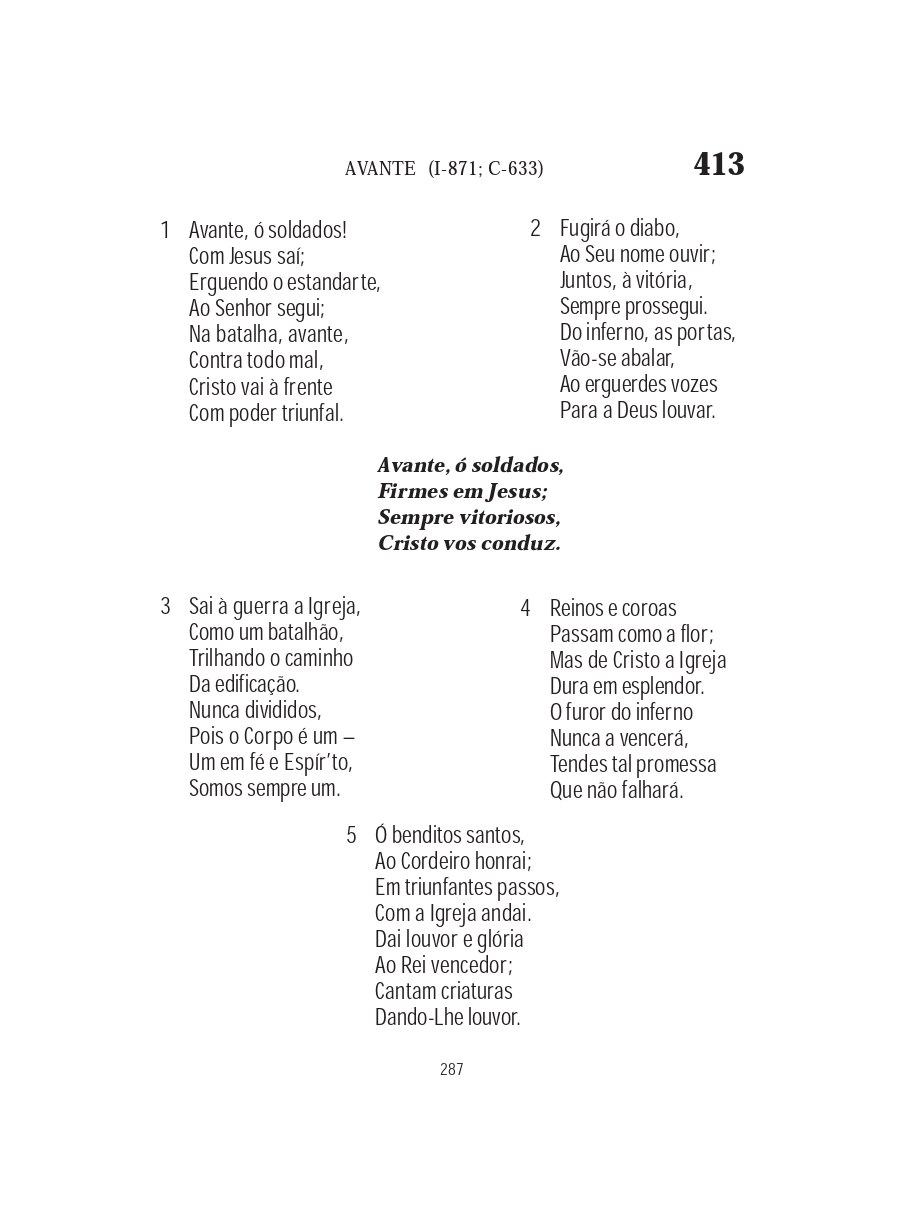 AVANTE (I-871; C-633) 413
1 Avante, ó soldados!
Com Jesus saí;
Erguendo o estandarte,
Ao Senhor segui;
Na batalha, avante,
Contra todo mal,
Cristo vai à frente
Com poder triunfal.
2 Fugirá o diabo,
Ao Seu nome ouvir;
Juntos, à vitória,
Sempre prossegui.
Do inferno, as portas,
Vão-se abalar,
Ao erguerdes vozes
Para a Deus louvar.
Avante, ó soldados,
Firmes em Jesus;
Sempre vitoriosos,
Cristo vos conduz.
3 Sai à guerra a Igreja,
Como um batalhão,
Trilhando o caminho
Da edificação.
Nunca divididos,
Pois o Corpo é um –
Um em fé e Espír’to,
Somos sempre um.
4 Reinos e coroas
Passam como a flor;
Mas de Cristo a Igreja
Dura em esplendor.
O furor do inferno
Nunca a vencerá,
Tendes tal promessa
Que não falhará.
5 Ó benditos santos,
Ao Cordeiro honrai;
Em triunfantes passos,
Com a Igreja andai.
Dai louvor e glória
Ao Rei vencedor;
Cantam criaturas
Dando-Lhe louvor.
287